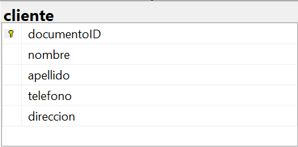 cliente
documentoID
nombre
apellido
telefono
direccion